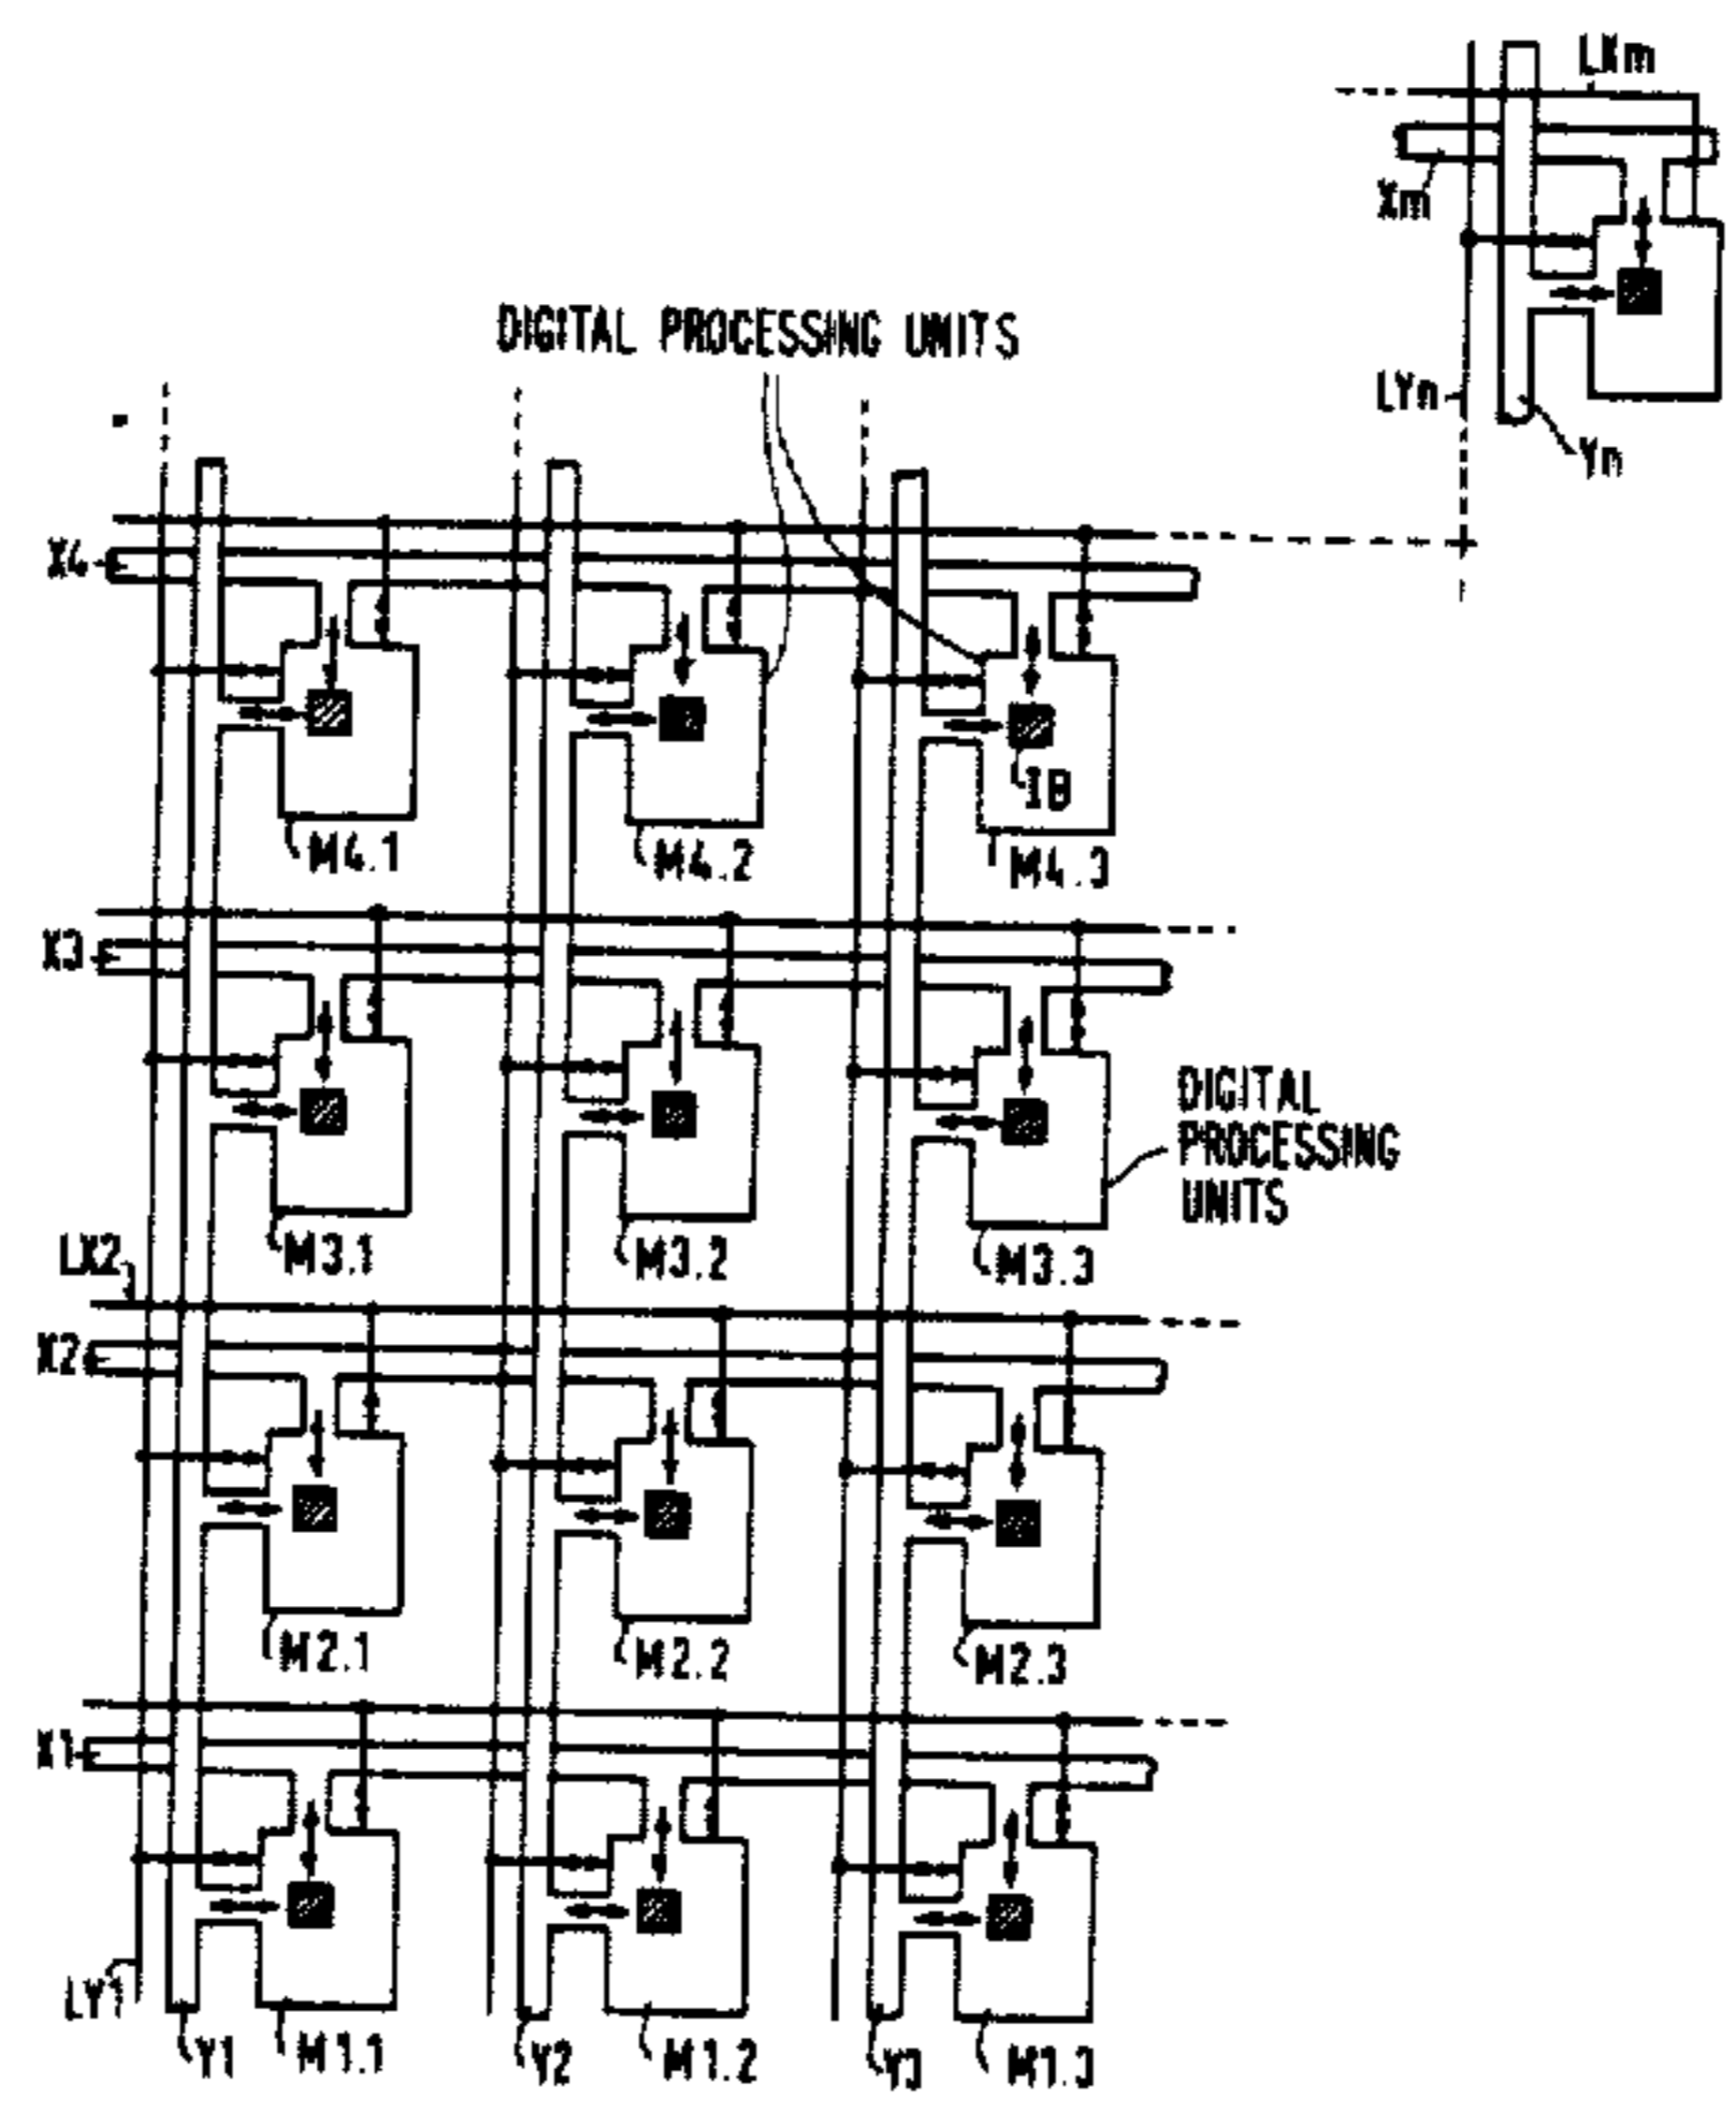 LXm
Xm
DIGITAL PROCESSING UNITS
LYn
Yn
X4
IB
M4.1
M4.2
M4.3
X3
DIGITAL
PROCESSING
UNITS
M3.1
M3.2
M3.3
LX2
X2
M2.1
M2.2
M2.3
X1
LY1
Y1
M1.1
Y2
M1.2
Y3
M1.3